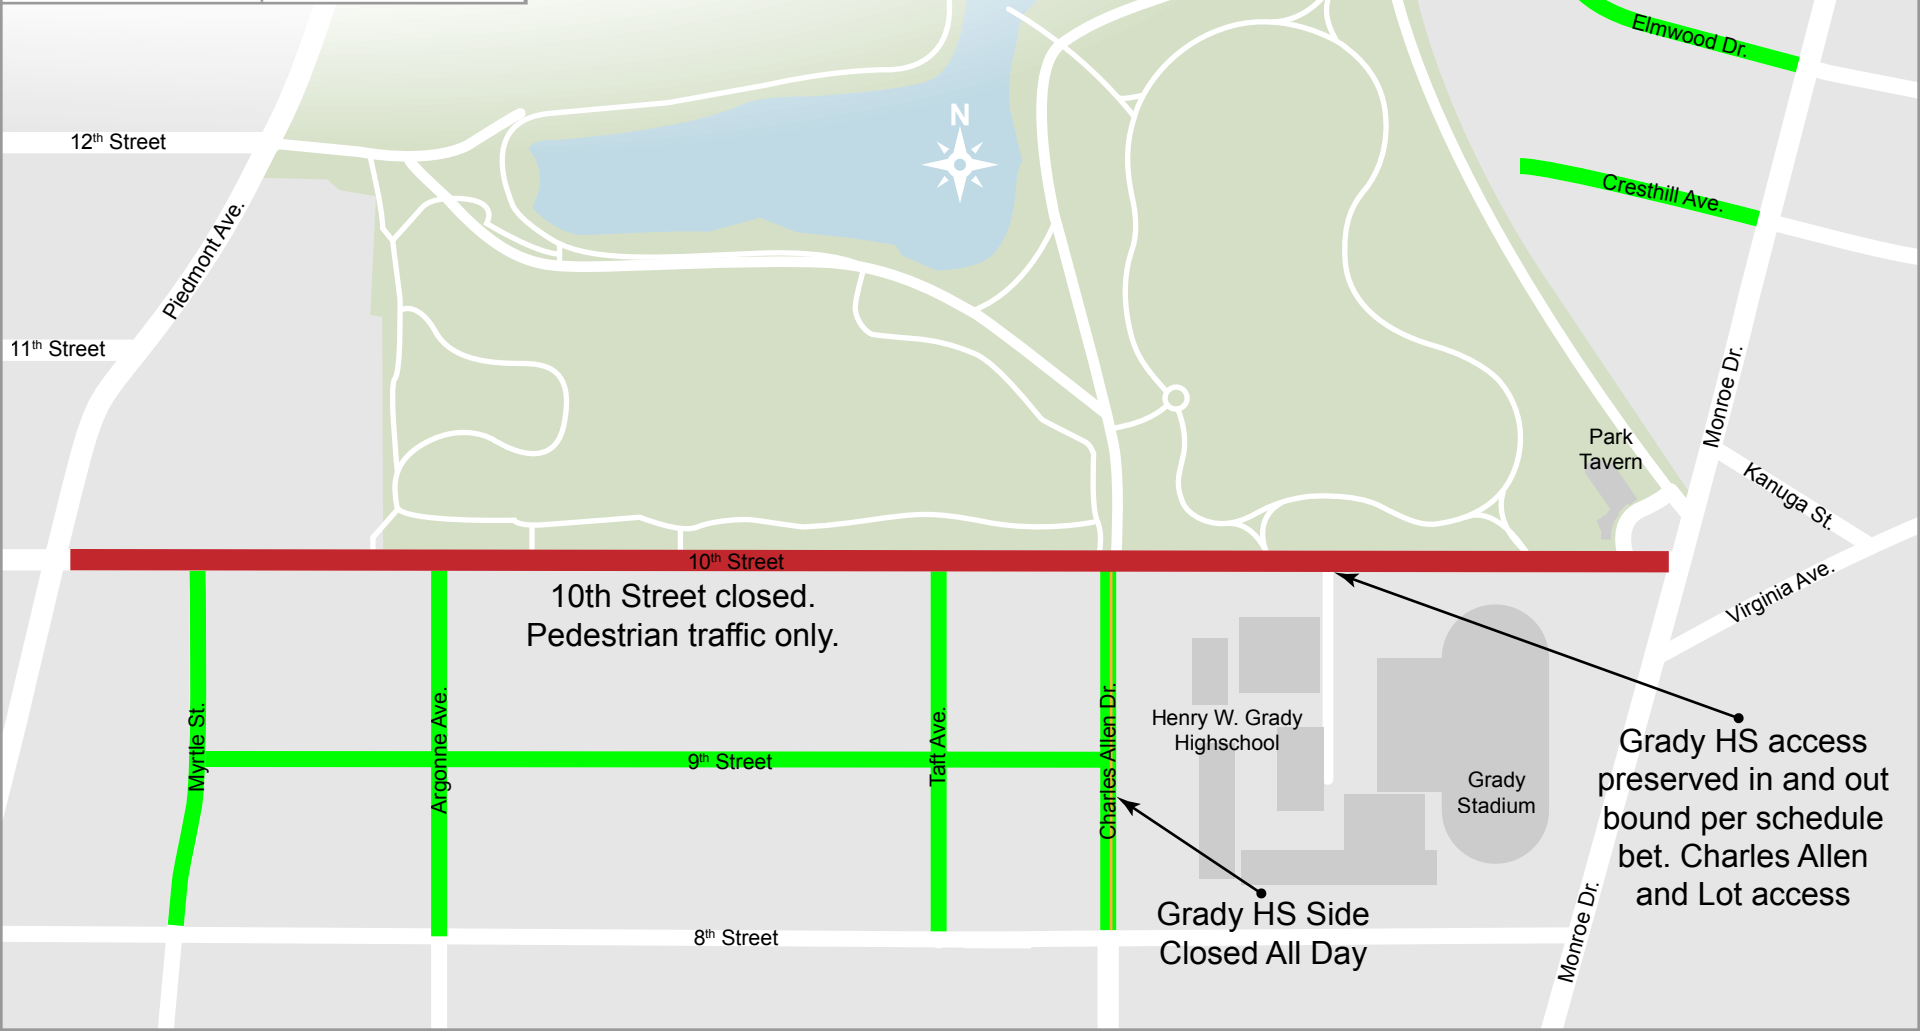 Elmwood Dr.
N
12th Street
Cresthill Ave.
Piedmont Ave.
11th Street
Monroe Dr.
Park
Tavern
Kanuga St.
10th Street
Virginia Ave.
10th Street closed.
Pedestrian traffic only.
Myrtle St.
Argonne Ave.
Taft Ave.
Charles Allen Dr.
Henry W. Grady
Highschool
9th Street
Grady
Stadium
Grady HS access
preserved in and out
bound per schedule
bet. Charles Allen
and Lot access
Grady HS Side
Closed All Day
8th Street
Monroe Dr.